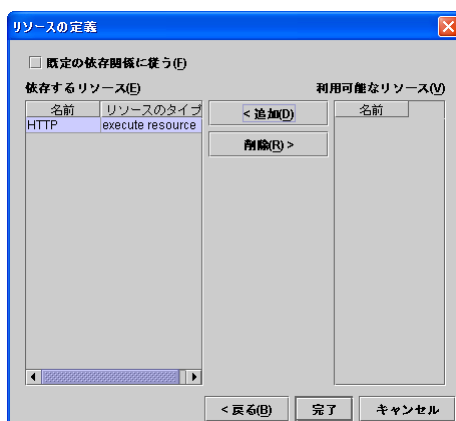 リソースの定義
既定の依存関係に従う(F)
依存するリソース(E)
利用可能なリソース(V)
名前 リソースのタイプ
HTTP execute resource
< 追加(D)
削除(R) >
名前
< 戻る(B) 完了 キャンセル